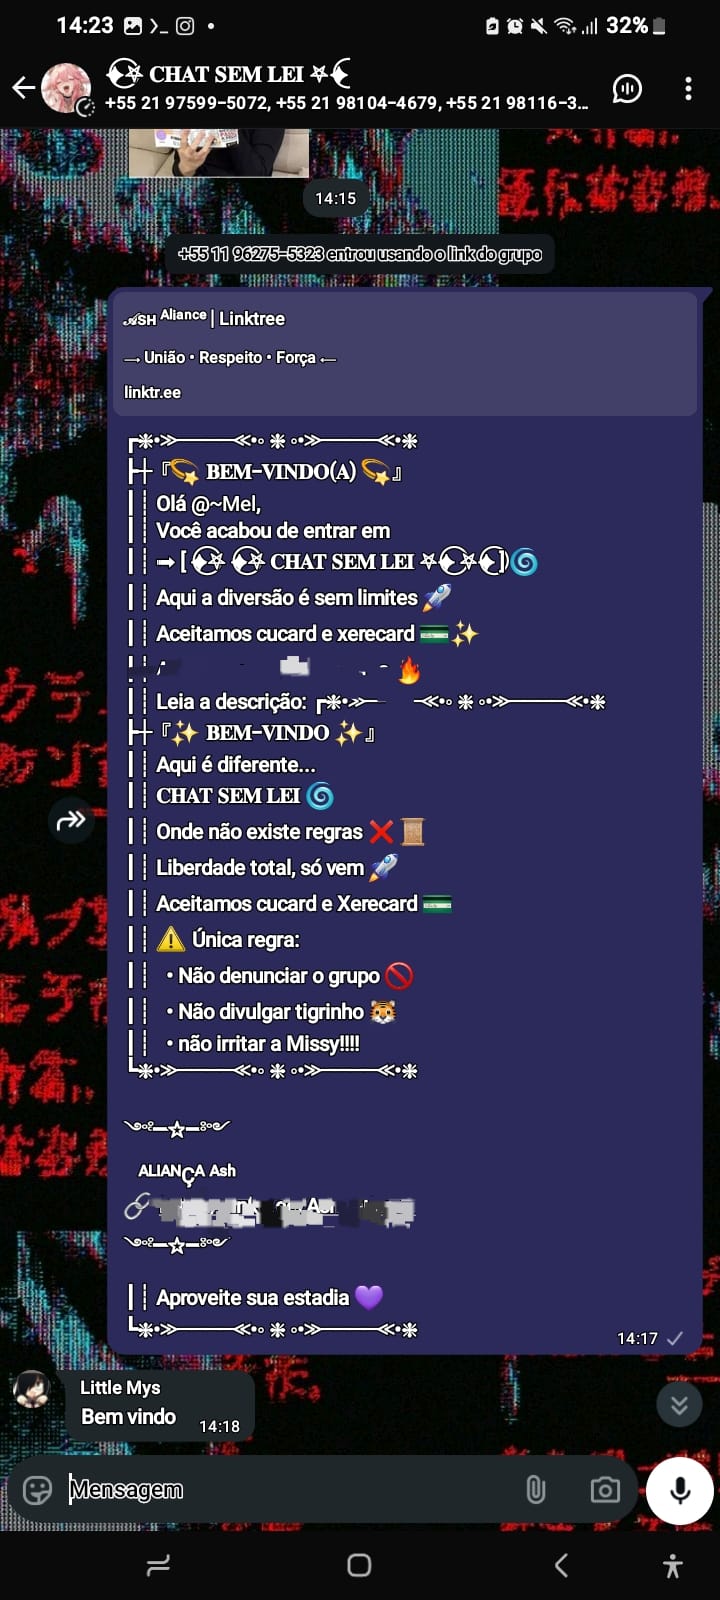 14:23
32%
CHAT SEM LEI
+55 21 97599-5072, +55 21 98104-4679, +55 21 98116-3...
14:15
+55 11 96275-5323 entrou usando o link do grupo
𝒜SH ᴬˡⁱᵃⁿᶜᵉ | Linktree
→ União • Respeito • Força ←
linktr.ee
『💫 BEM-VINDO(A) 💫』
Olá @~Mel,
Você acabou de entrar em
➡ [ CHAT SEM LEI ]🌀
Aqui a diversão é sem limites 🚀
Aceitamos cucard e xerecard 💳✨
Leia a descrição:
『✨ BEM-VINDO ✨』
Aqui é diferente...
CHAT SEM LEI 🌀
Onde não existe regras ❌📜
Liberdade total, só vem 🚀
Aceitamos cucard e Xerecard 💳
⚠️ Única regra:
• Não denunciar o grupo 🚫
• Não divulgar tigrinho 🐯
• não irritar a Missy!!!!
ALIANÇA Ash
Aproveite sua estadia 💜
14:17
Little Mys
Bem vindo
14:18
Mensagem